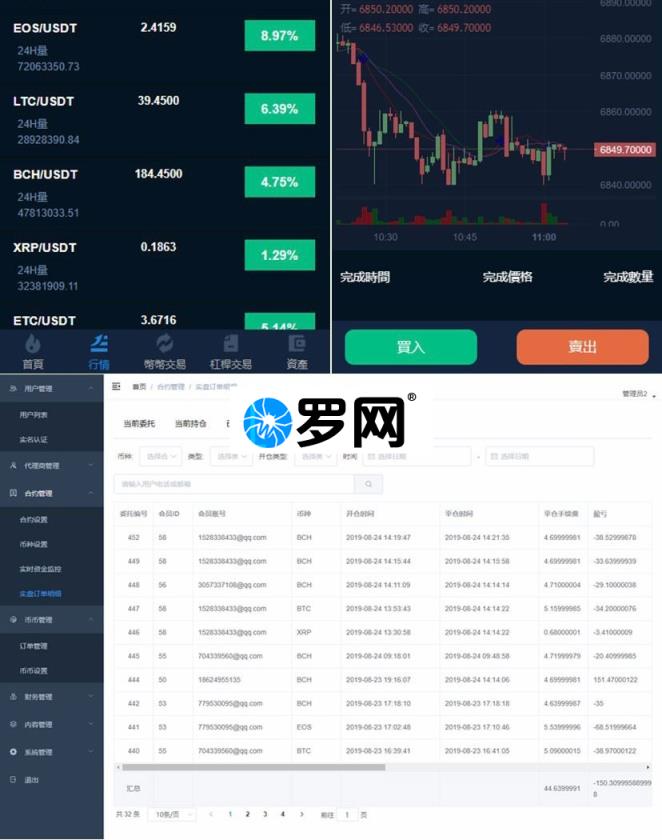 EOS/USDT 2.4159 8.97%
24H量
72063350.73
LTC/USDT 39.4500 6.39%
24H量
28928390.84
BCH/USDT 184.4500 4.75%
24H量
47813033.51
XRP/USDT 0.1863 1.29%
24H量
32381909.11
ETC/USDT 3.6716 5.14%
首頁 行情 幣幣交易 杠桿交易 資產
开= 6850.20000 高= 6850.20000
低= 6846.53000 收= 6849.70000
6890.00000
6880.00000
6870.00000
6860.00000
6849.70000
6840.00000
0.00
10:30 10:45 11:00
完成時間 完成價格 完成數量
買入 賣出
用户管理
用户列表
实名认证
代理商管理
合约管理
合约设置
币种设置
实时资金监控
实盘订单明细
币币管理
订单管理
币币设置
财务管理
内容管理
系统管理
退出
首页 / 合约管理 / 实盘订单明细
管理员2
当前委托 当前持仓
罗网®
币种: 选择仓 类型: 选择类 开仓类型: 选择类 时间: 选择日期 - 选择日期
请输入用户电话或邮箱
委托编号 会员ID 会员账号 币种 开仓时间 平仓时间 平仓手续费 盈亏
452 58 1528338433@qq.com BCH 2019-08-24 14:19:47 2019-08-24 14:21:35 4.69999981 -38.52999878
449 58 1528338433@qq.com BCH 2019-08-24 14:15:44 2019-08-24 14:15:58 4.69999981 -33.63999939
448 56 3057337108@qq.com BCH 2019-08-24 14:11:09 2019-08-24 14:14:14 4.71000004 -29.10000038
447 58 1528338433@qq.com BTC 2019-08-24 13:53:43 2019-08-24 14:14:22 5.15999985 -34.20000076
446 58 1528338433@qq.com XRP 2019-08-24 13:30:58 2019-08-24 14:14:22 0.68000001 -3.41000009
445 55 704339560@qq.com BCH 2019-08-24 09:18:01 2019-08-24 09:48:58 4.71999979 -20.40999985
444 50 18624955135 BCH 2019-08-23 19:16:07 2019-08-24 14:14:06 4.69999981 151.47000122
442 53 779530095@qq.com BCH 2019-08-23 17:18:10 2019-08-23 17:18:18 4.63999987 -35
441 53 779530095@qq.com EOS 2019-08-23 17:02:48 2019-08-23 17:10:46 5.53999996 -68.51999664
440 55 704339560@qq.com BTC 2019-08-23 16:39:41 2019-08-23 16:41:05 5.09000015 -38.97000122
汇总 44.6399991 -150.30999588999
8
共 32 条 10条/页 1 2 3 4 前往 1 页